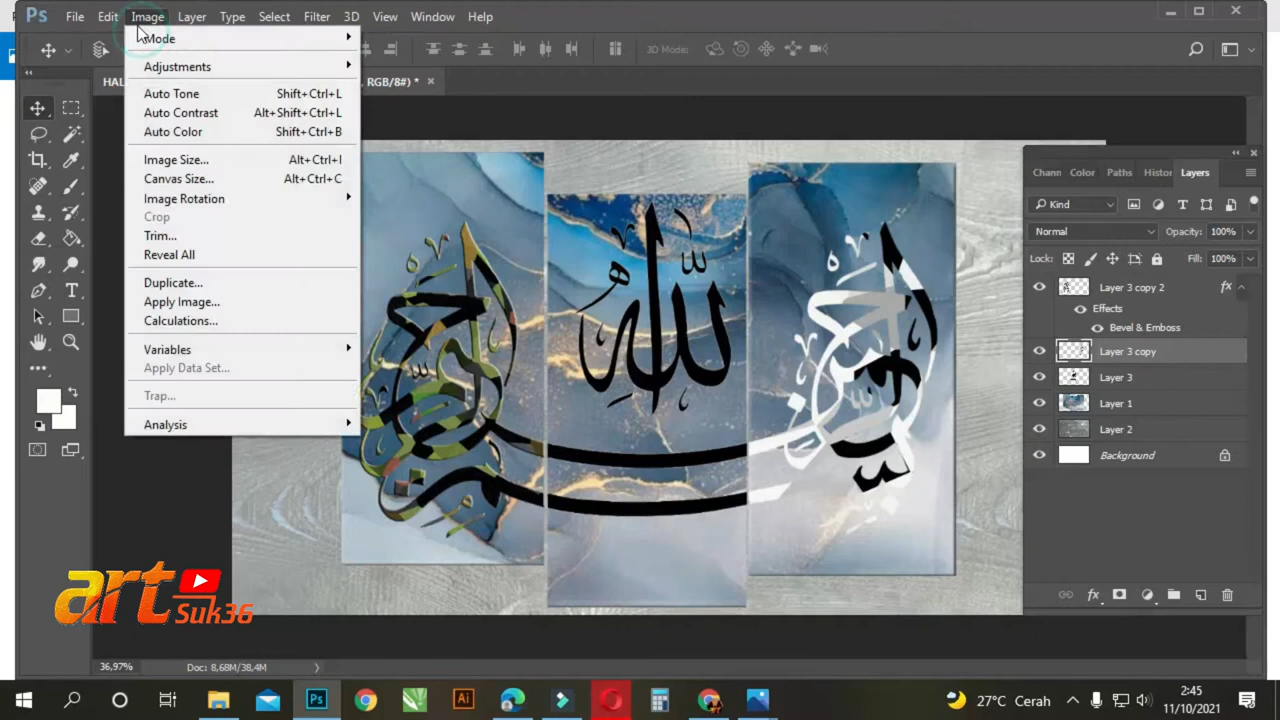 Ps File Edit Image Layer Type Select Filter 3D View Window Help
Mode
3D Mode:
Adjustments
HAL
RGB/8#) *
Auto Tone Shift+Ctrl+L
Auto Contrast Alt+Shift+Ctrl+L
Auto Color Shift+Ctrl+B
Image Size... Alt+Ctrl+I
Canvas Size... Alt+Ctrl+C
Image Rotation
Crop
Trim...
Reveal All
Duplicate...
Apply Image...
Calculations...
Variables
Apply Data Set...
Trap...
Analysis
الله
Chann Color Paths Histor Layers
Kind
Normal Opacity: 100%
Lock: Fill: 100%
Layer 3 copy 2 fx
Effects
Bevel & Emboss
Layer 3 copy
Layer 3
Layer 1
Layer 2
Background
fx
art
Suk36
36,97% Doc: 8,68M/38,4M
Ps Ai 27°C Cerah 2:45
11/10/2021